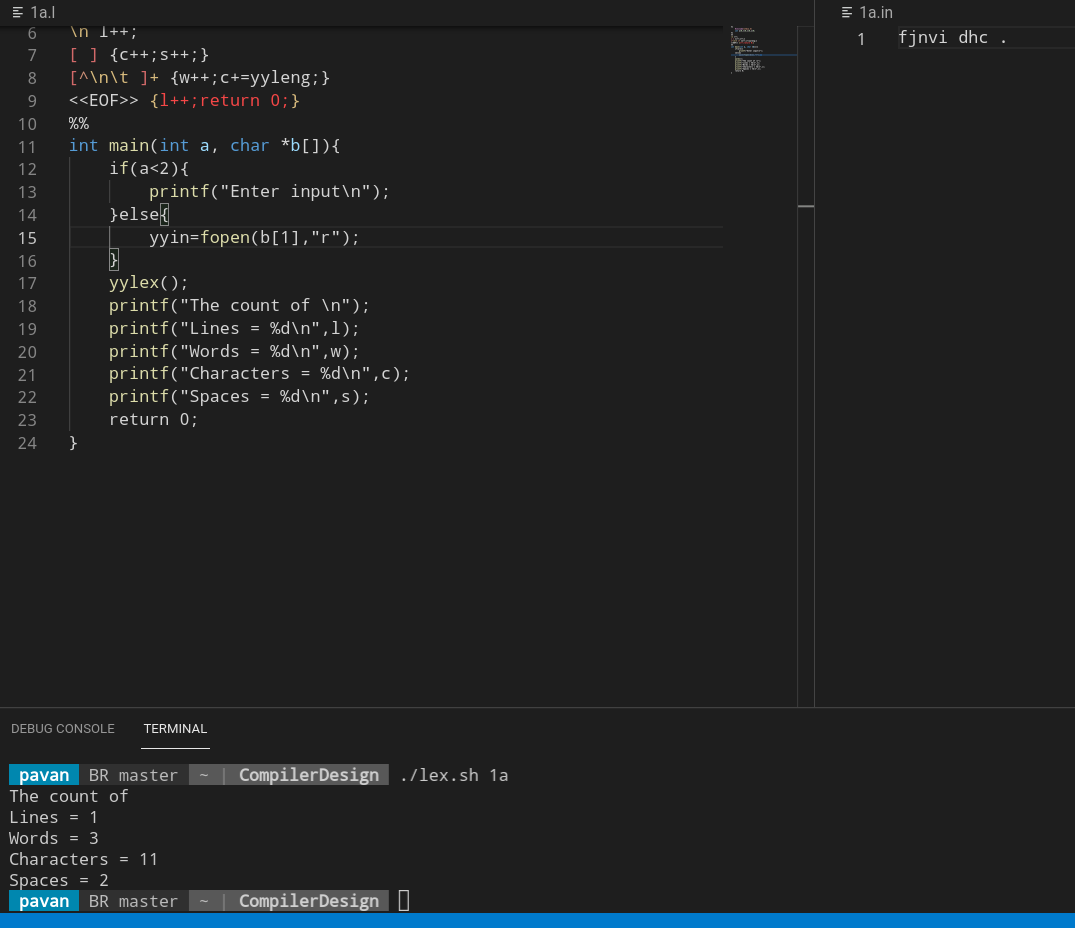 1a.l
6 \n l++;
7 [ ] {c++;s++;}
8 [^\n\t ]+ {w++;c+=yyleng;}
9 <<EOF>> {l++;return 0;}
10 %%
11 int main(int a, char *b[]){
12 if(a<2){
13 printf("Enter input\n");
14 }else{
15 yyin=fopen(b[1],"r");
16 }
17 yylex();
18 printf("The count of \n");
19 printf("Lines = %d\n",l);
20 printf("Words = %d\n",w);
21 printf("Characters = %d\n",c);
22 printf("Spaces = %d\n",s);
23 return 0;
24 }
1a.in
1 fjnvi dhc .
DEBUG CONSOLE TERMINAL
pavan BR master ~ | CompilerDesign ./lex.sh 1a
The count of
Lines = 1
Words = 3
Characters = 11
Spaces = 2
pavan BR master ~ | CompilerDesign